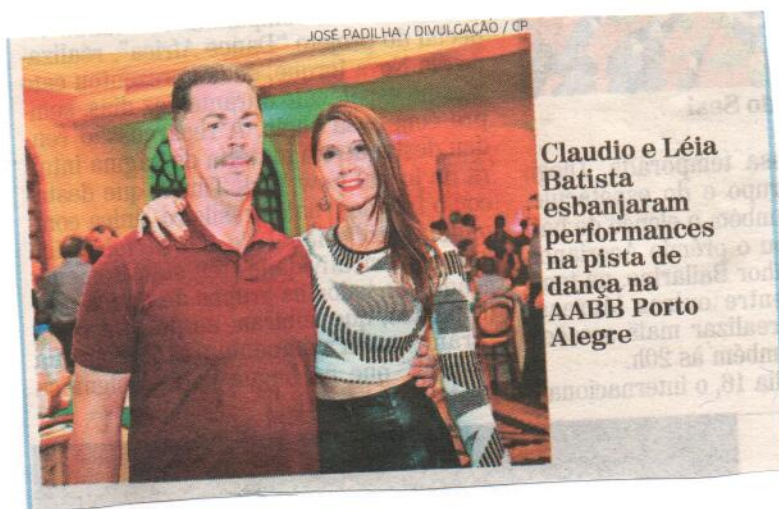 JOSÉ PADILHA / DIVULGAÇÃO / CP
Claudio e Léia
Batista
esbanjaram
performances
na pista de
dança na
AABB Porto
Alegre